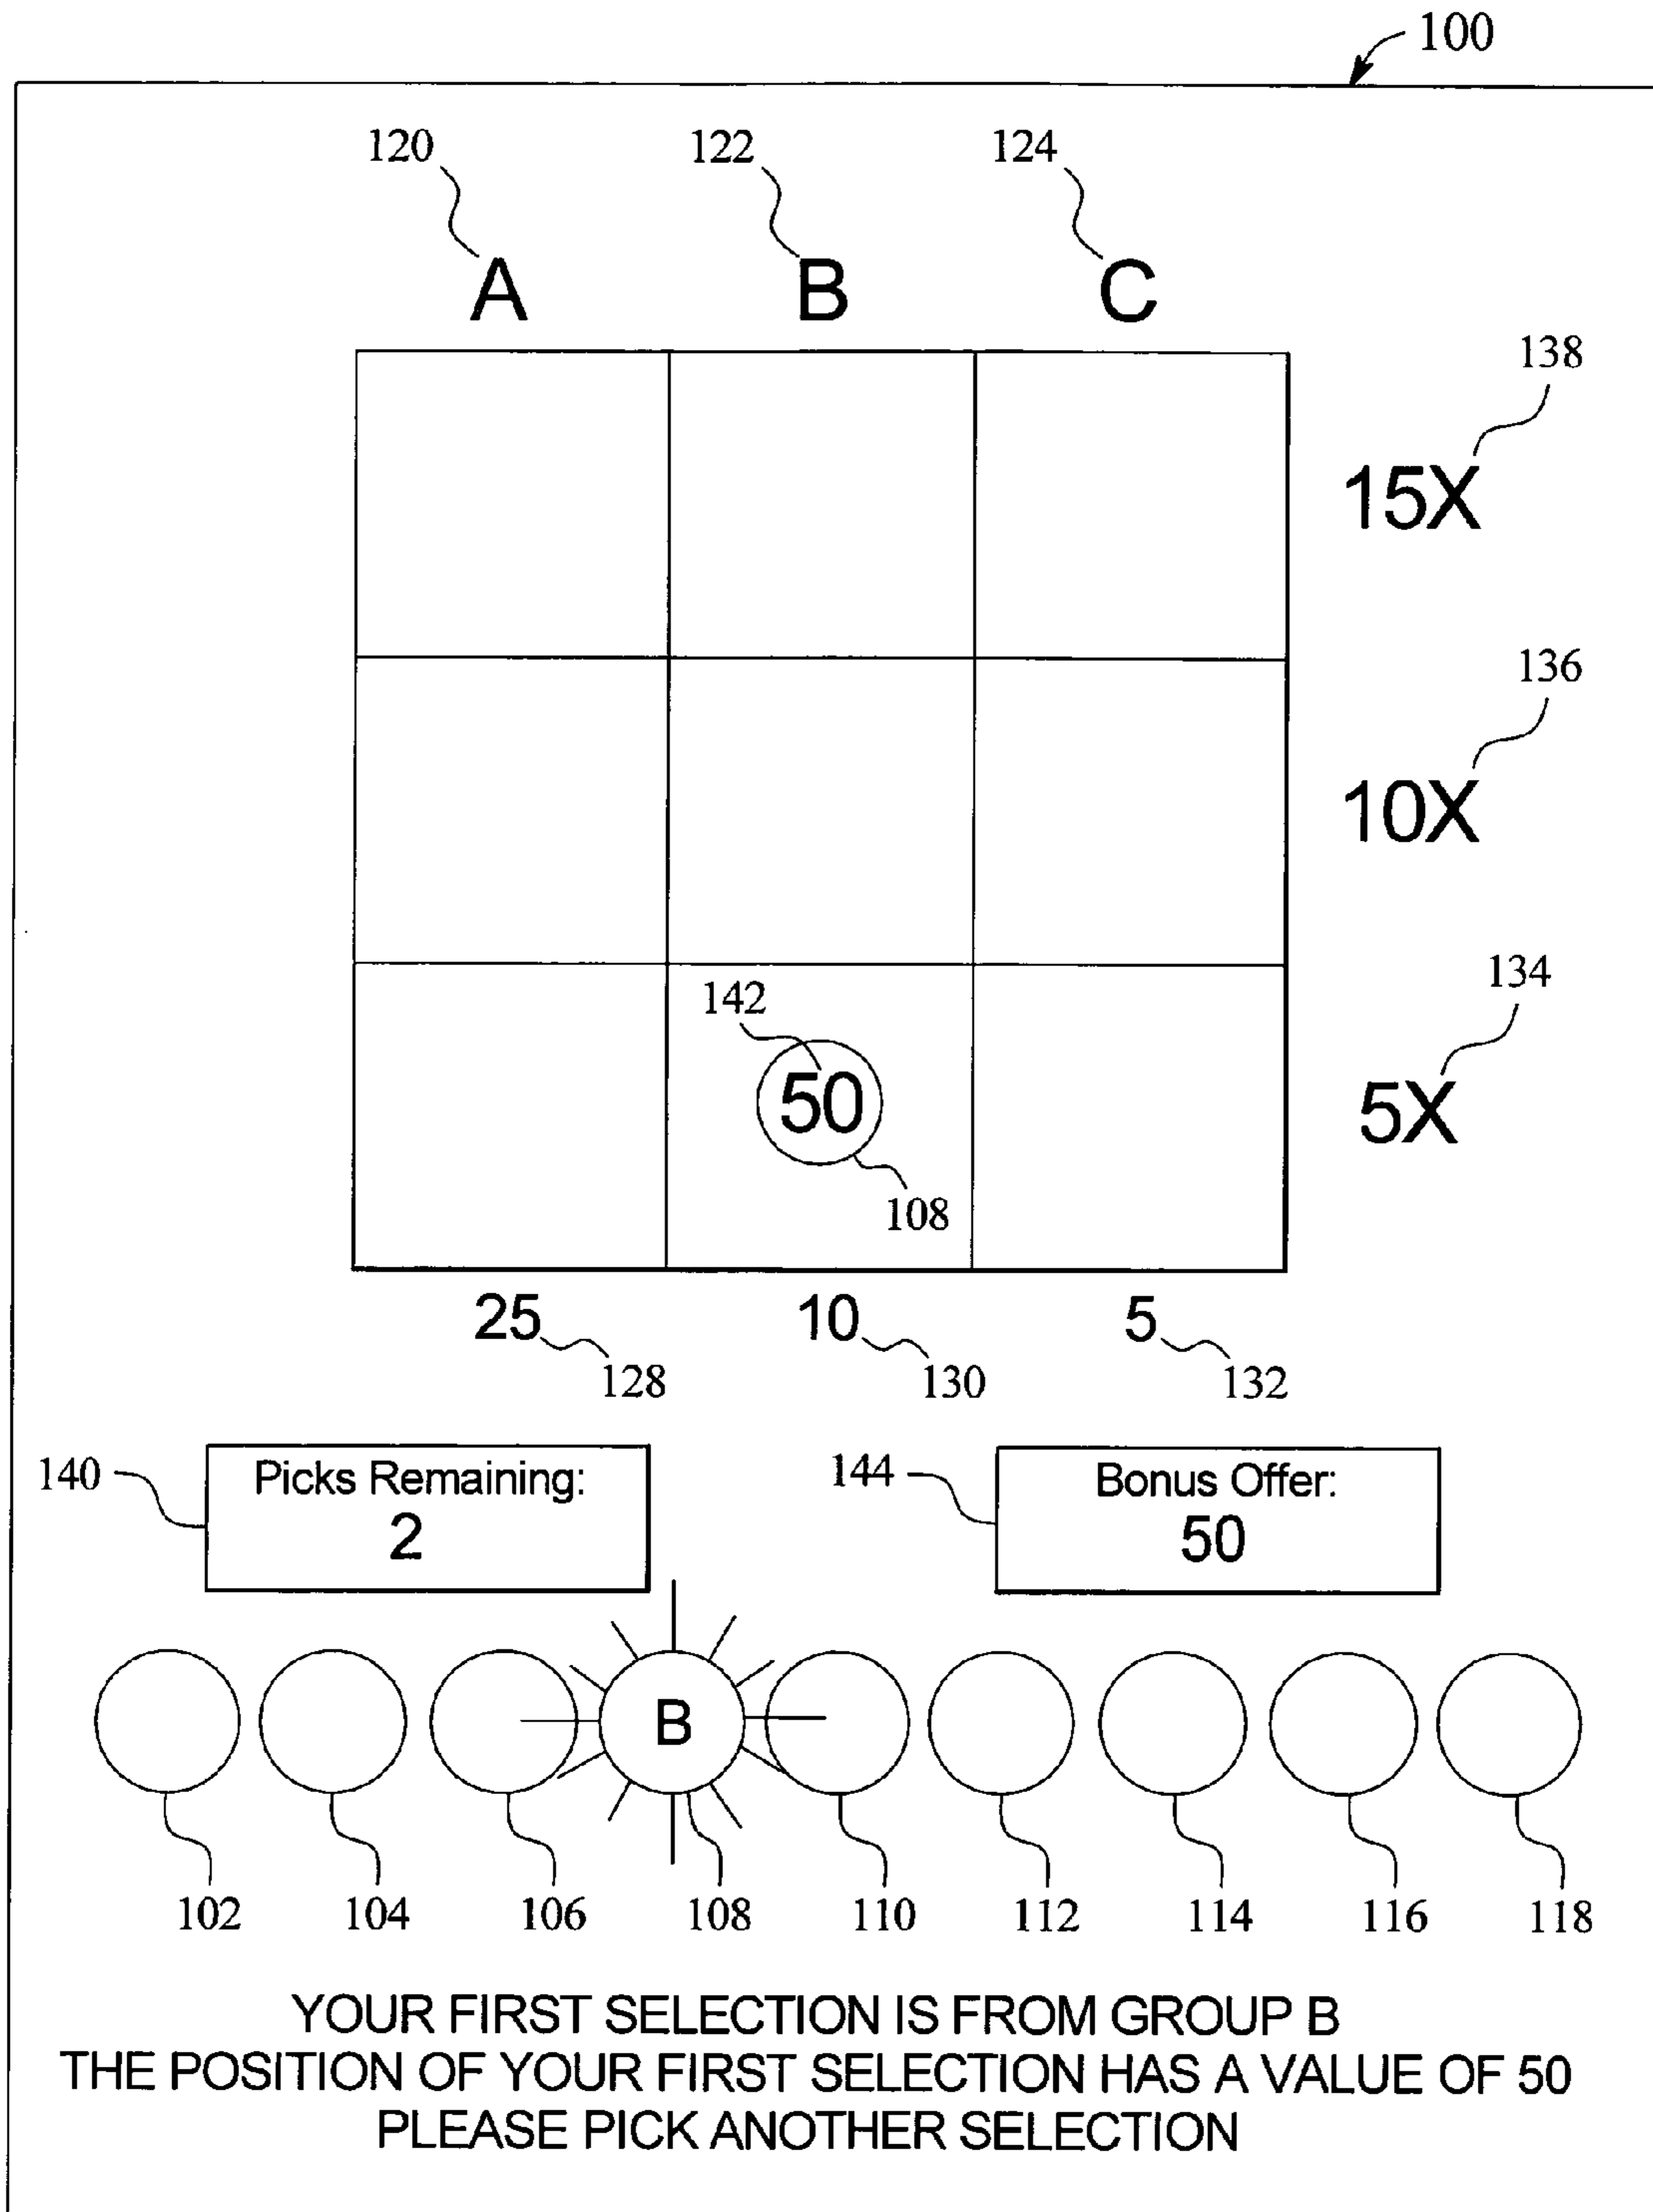 100
120 122 124
A B C
138
15X
136
10X
134
142
50
5X
108
25 10 5
128 130 132
140 Picks Remaining: 144 Bonus Offer:
2 50
B
102 104 106 108 110 112 114 116 118
YOUR FIRST SELECTION IS FROM GROUP B
THE POSITION OF YOUR FIRST SELECTION HAS A VALUE OF 50
PLEASE PICK ANOTHER SELECTION